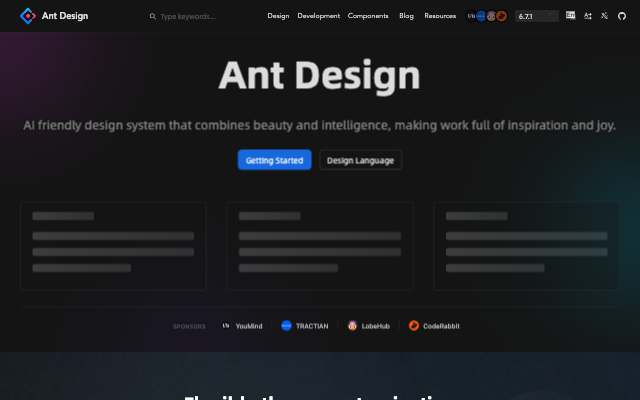 Ant Design
Type keywords...
Design Development Components Blog Resources
6.7.1
Ant Design
AI friendly design system that combines beauty and intelligence, making work full of inspiration and joy.
Getting Started
Design Language
SPONSORS YouMind TRACTIAN LobeHub CodeRabbit